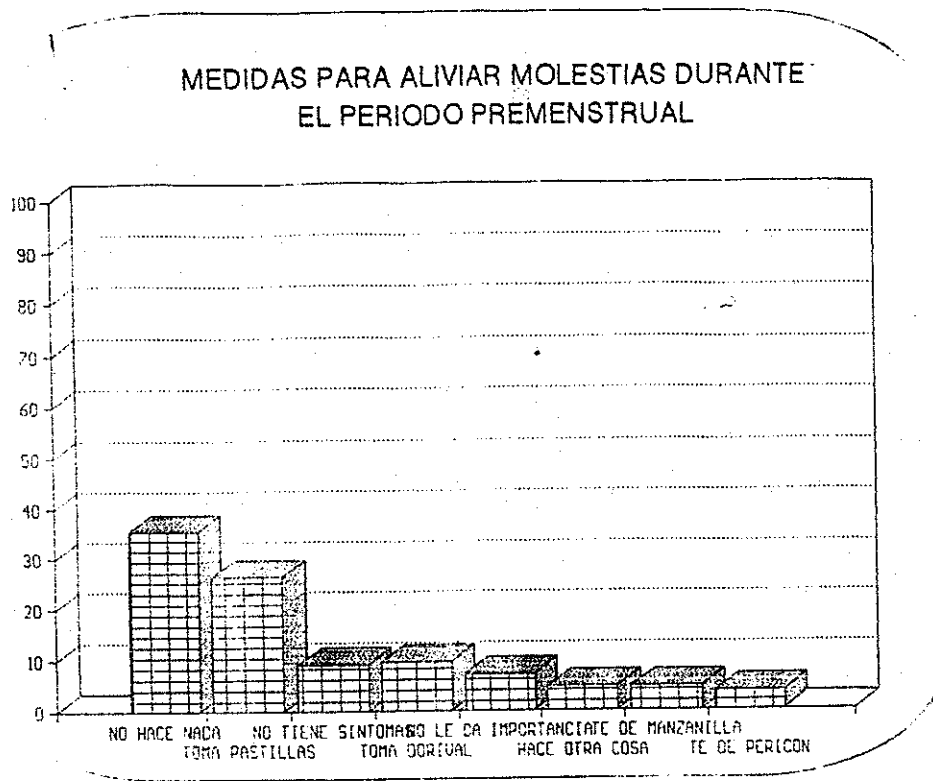 MEDIDAS PARA ALIVIAR MOLESTIAS DURANTE
EL PERIODO PREMENSTRUAL
100
90
80
70
60
50
40
30
20
10
0
NO HACE NACA NO TIENE SINTOMAS NO LE CA IMPORTANCIA TE DE MANZANILLA
TOMA PASTILLAS TOMA DORIVAL HACE OTRA COSA TE DE PERICON